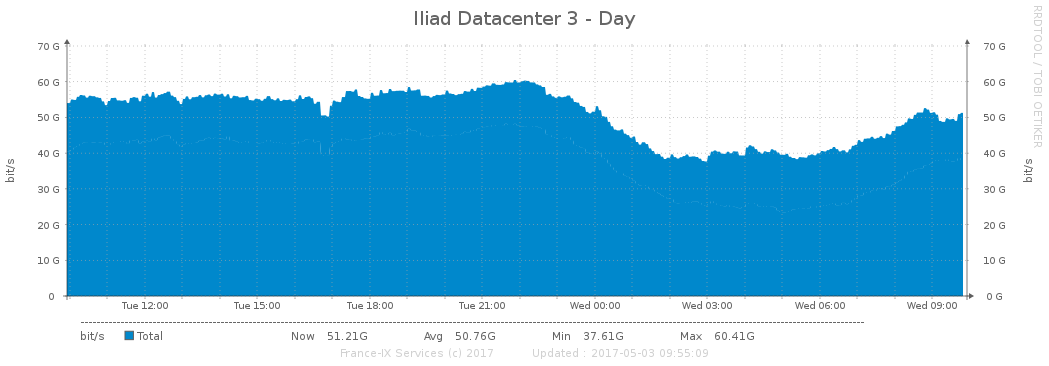 Iliad Datacenter 3 - Day
RRDTOOL / TOBI OETIKER
bit/s
70 G 70 G
60 G 60 G
50 G 50 G
40 G 40 G
30 G 30 G
20 G 20 G
10 G 10 G
0 0 G
bit/s
Tue 12:00 Tue 15:00 Tue 18:00 Tue 21:00 Wed 00:00 Wed 03:00 Wed 06:00 Wed 09:00
bit/s Total Now 51.21G Avg 50.76G Min 37.61G Max 60.41G
France-IX Services (c) 2017 Updated : 2017-05-03 09:55:09